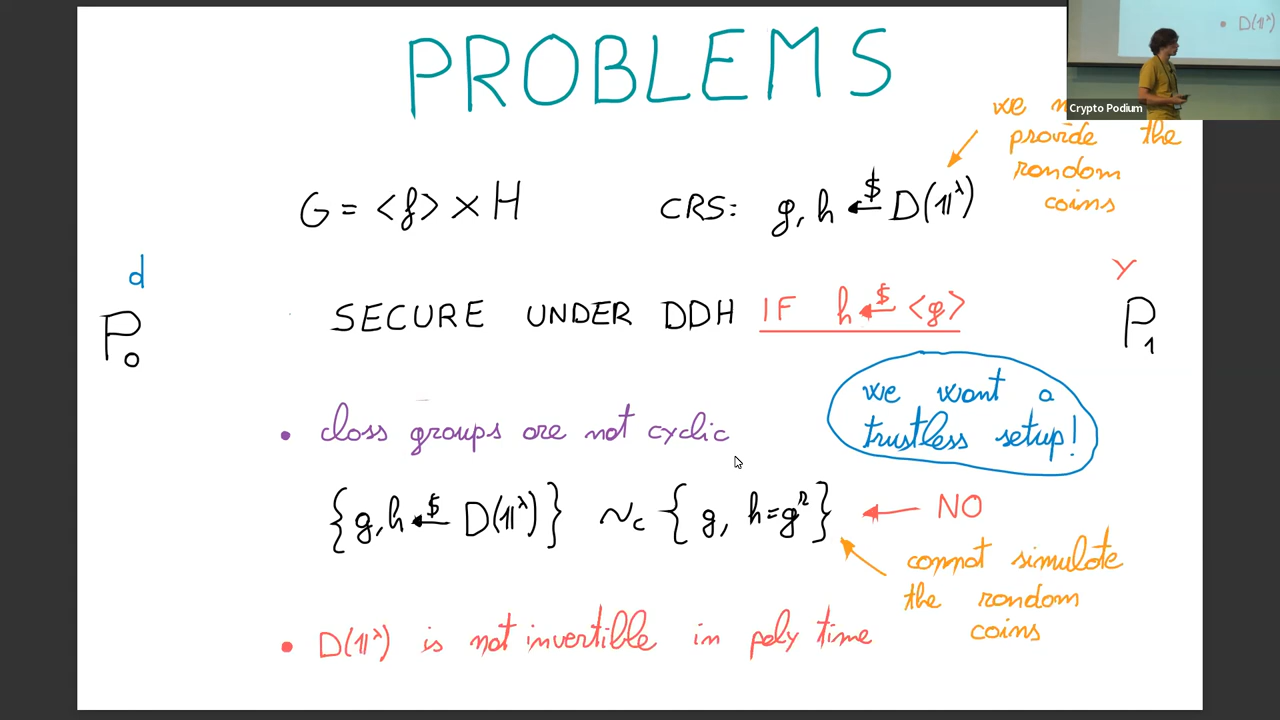 PROBLEMS
• D(1^λ)
Crypto Podium
we
provide the
random
coins
G = <f> × H
CRS: g, h ←$ D(1^λ)
d
P₀
y
P₁
SECURE UNDER DDH IF h ←$ <g>
we want a
trustless setup!
• class groups are not cyclic
{g, h ←$ D(1^λ)} ~c {g, h = g^r} ← NO
cannot simulate
the random
coins
• D(1^λ) is not invertible in poly time